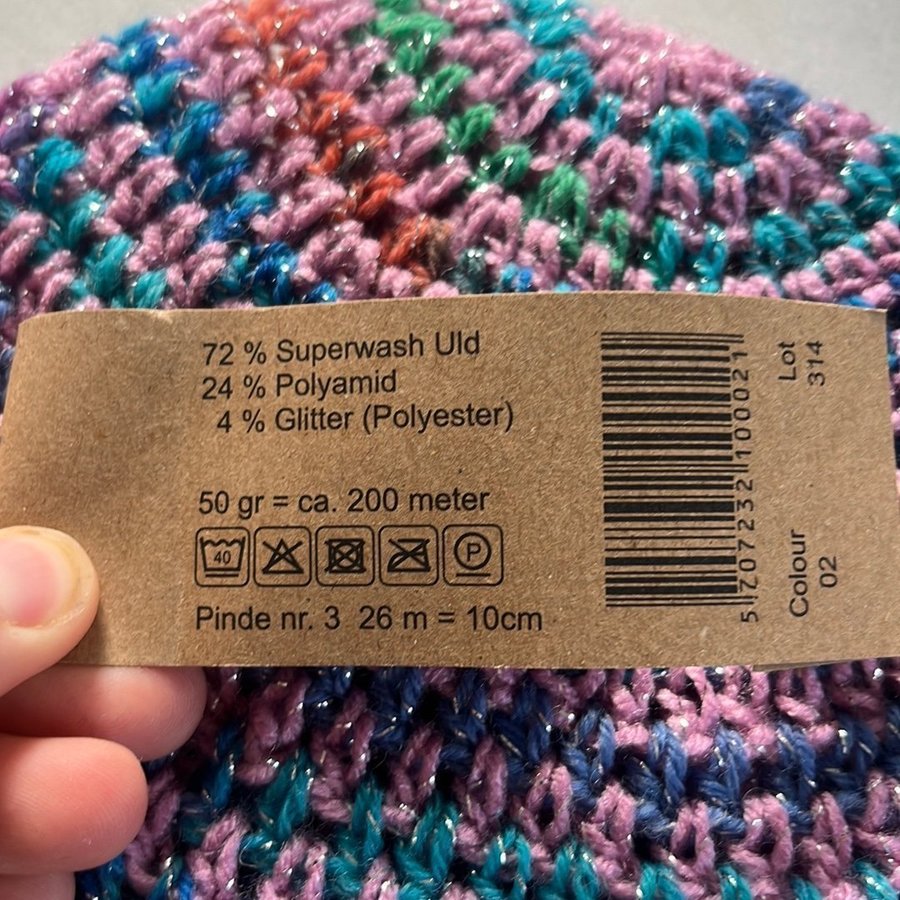 72 % Superwash Uld
24 % Polyamid
4 % Glitter (Polyester)
50 gr = ca. 200 meter
40
P
Pinde nr. 3 26 m = 10cm
5 707232 100021
Lot
314
Colour
02